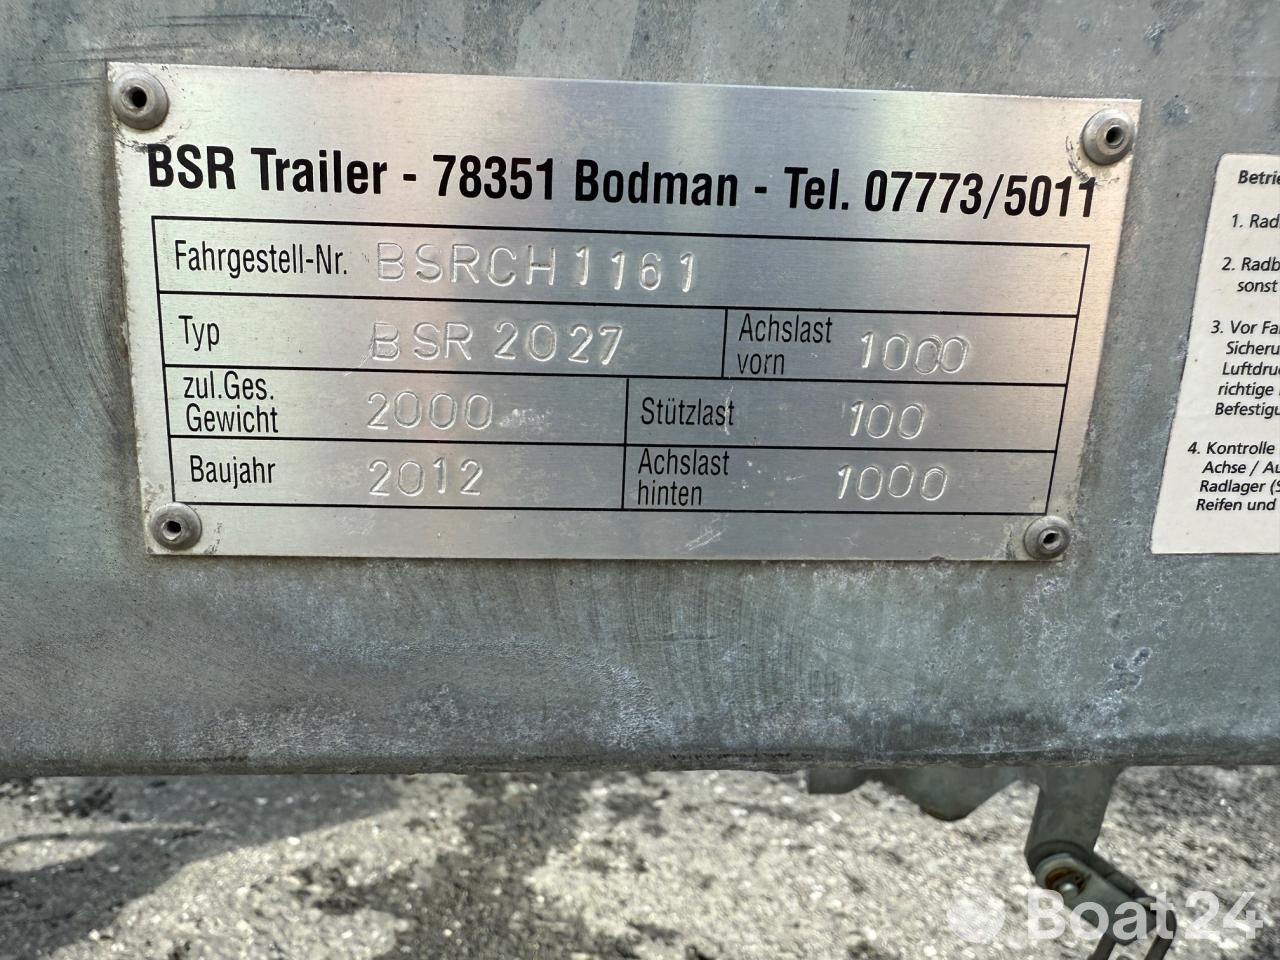 BSR Trailer - 78351 Bodman - Tel. 07773/5011
Fahrgestell-Nr. BSRCH1161
Typ BSR 2027 Achslast vorn 1000
zul.Ges. Gewicht 2000 Stützlast 100
Baujahr 2012 Achslast hinten 1000
1. Rad
2. Radb
sonst
3. Vor Fa
Sicheru
Luftdru
richtige
Befestigu
4. Kontrolle
Achse / Au
Radlager (S
Reifen und
Betrie
Boat24